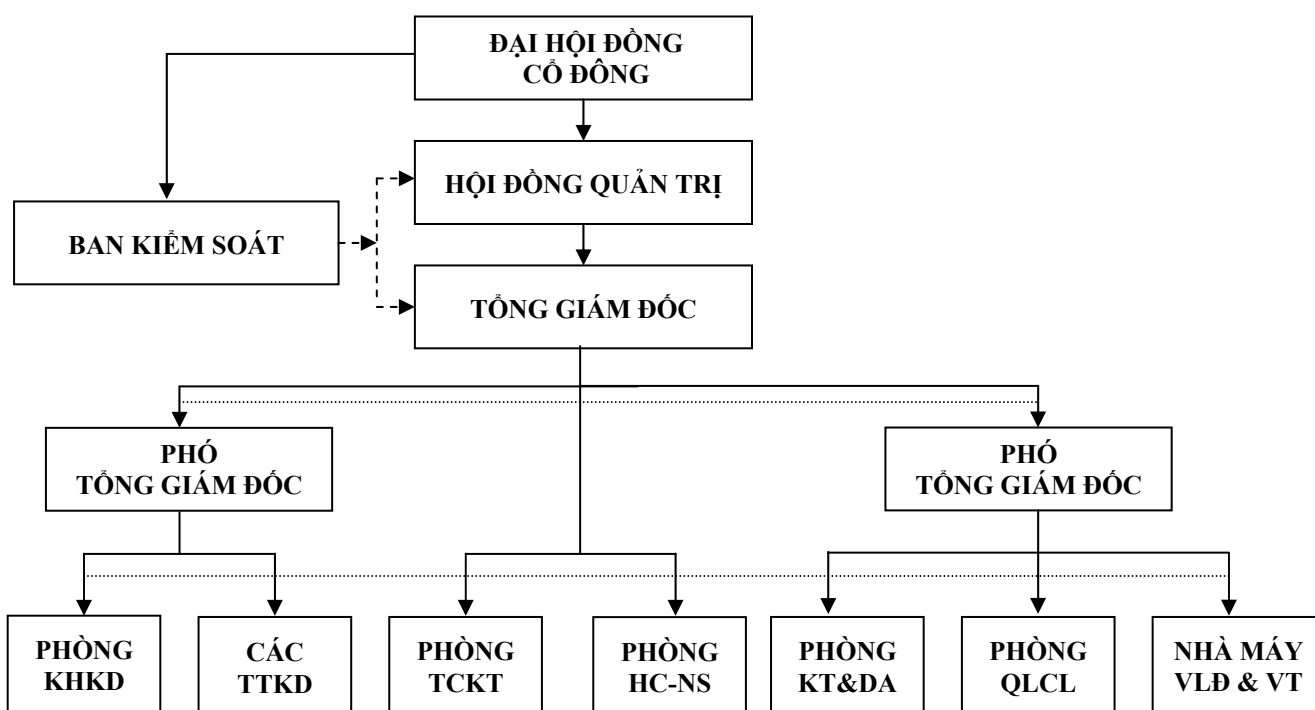 ĐẠI HỘI ĐỒNG
CỔ ĐÔNG
HỘI ĐỒNG QUẢN TRỊ
BAN KIỂM SOÁT
TỔNG GIÁM ĐỐC
PHÓ
TỔNG GIÁM ĐỐC
PHÓ
TỔNG GIÁM ĐỐC
PHÒNG
KHKD
CÁC
TTKD
PHÒNG
TCKT
PHÒNG
HC-NS
PHÒNG
KT&DA
PHÒNG
QLCL
NHÀ MÁY
VLĐ & VT